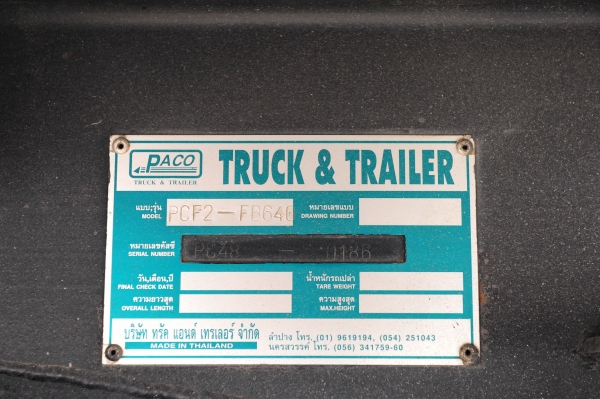 PACO
TRUCK & TRAILER
TRUCK & TRAILER
แบบ;รุ่น
MODEL
PCF2-FB640
หมายเลขแบบ
DRAWING NUMBER
หมายเลขคัสซี
SERIAL NUMBER
PC48 - 0186
วัน,เดือน,ปี
FINAL CHECK DATE
น้ำหนักรถเปล่า
TARE WEIGHT
ความยาวสุด
OVERALL LENGTH
ความสูงสุด
MAX.HEIGHT
บริษัท ทรัค แอนด์ เทรเลอร์ จำกัด
MADE IN THAILAND
ลำปาง โทร. (01) 9619194, (054) 251043
นครสวรรค์ โทร. (056) 341759-60